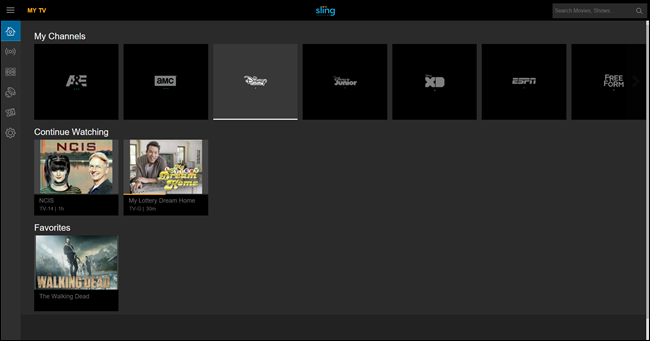 MY TV
sling
Search Movies, Shows...
My Channels
A&E
amc
Disney
Disney Junior
Disney XD
ESPN
FREE FORM
Continue Watching
NCIS
My Lottery Dream Home
NCIS
TV-14 | 1h
My Lottery Dream Home
TV-G | 30m
Favorites
WALKING DEAD
The Walking Dead